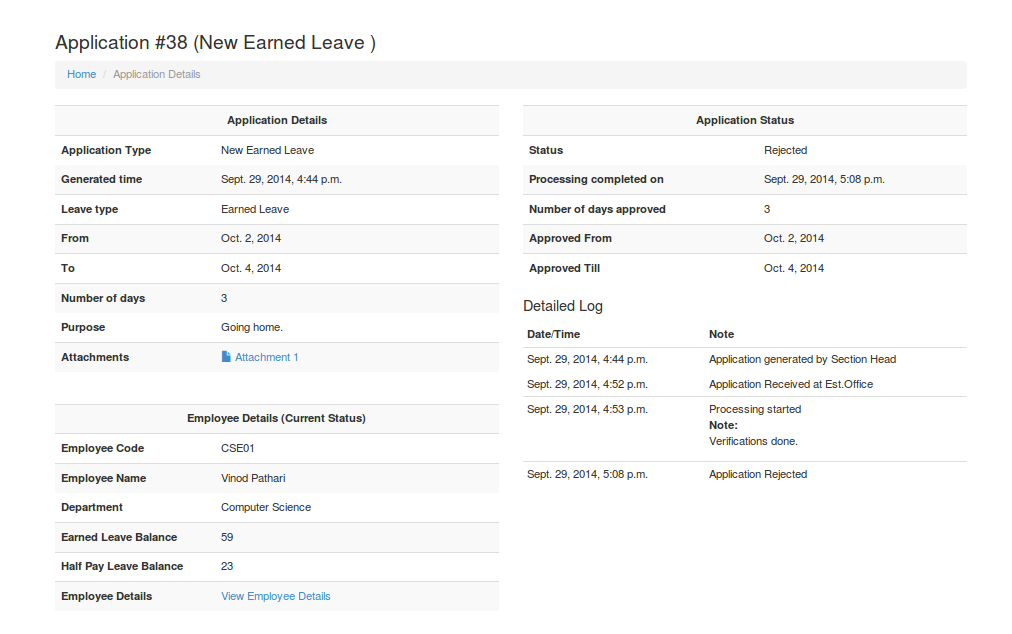 Application #38 (New Earned Leave )
Home / Application Details
Application Details
Application Type New Earned Leave
Generated time Sept. 29, 2014, 4:44 p.m.
Leave type Earned Leave
From Oct. 2, 2014
To Oct. 4, 2014
Number of days 3
Purpose Going home.
Attachments Attachment 1
Employee Details (Current Status)
Employee Code CSE01
Employee Name Vinod Pathari
Department Computer Science
Earned Leave Balance 59
Half Pay Leave Balance 23
Employee Details View Employee Details
Application Status
Status Rejected
Processing completed on Sept. 29, 2014, 5:08 p.m.
Number of days approved 3
Approved From Oct. 2, 2014
Approved Till Oct. 4, 2014
Detailed Log
Date/Time Note
Sept. 29, 2014, 4:44 p.m. Application generated by Section Head
Sept. 29, 2014, 4:52 p.m. Application Received at Est.Office
Sept. 29, 2014, 4:53 p.m. Processing started
Note:
Verifications done.
Sept. 29, 2014, 5:08 p.m. Application Rejected